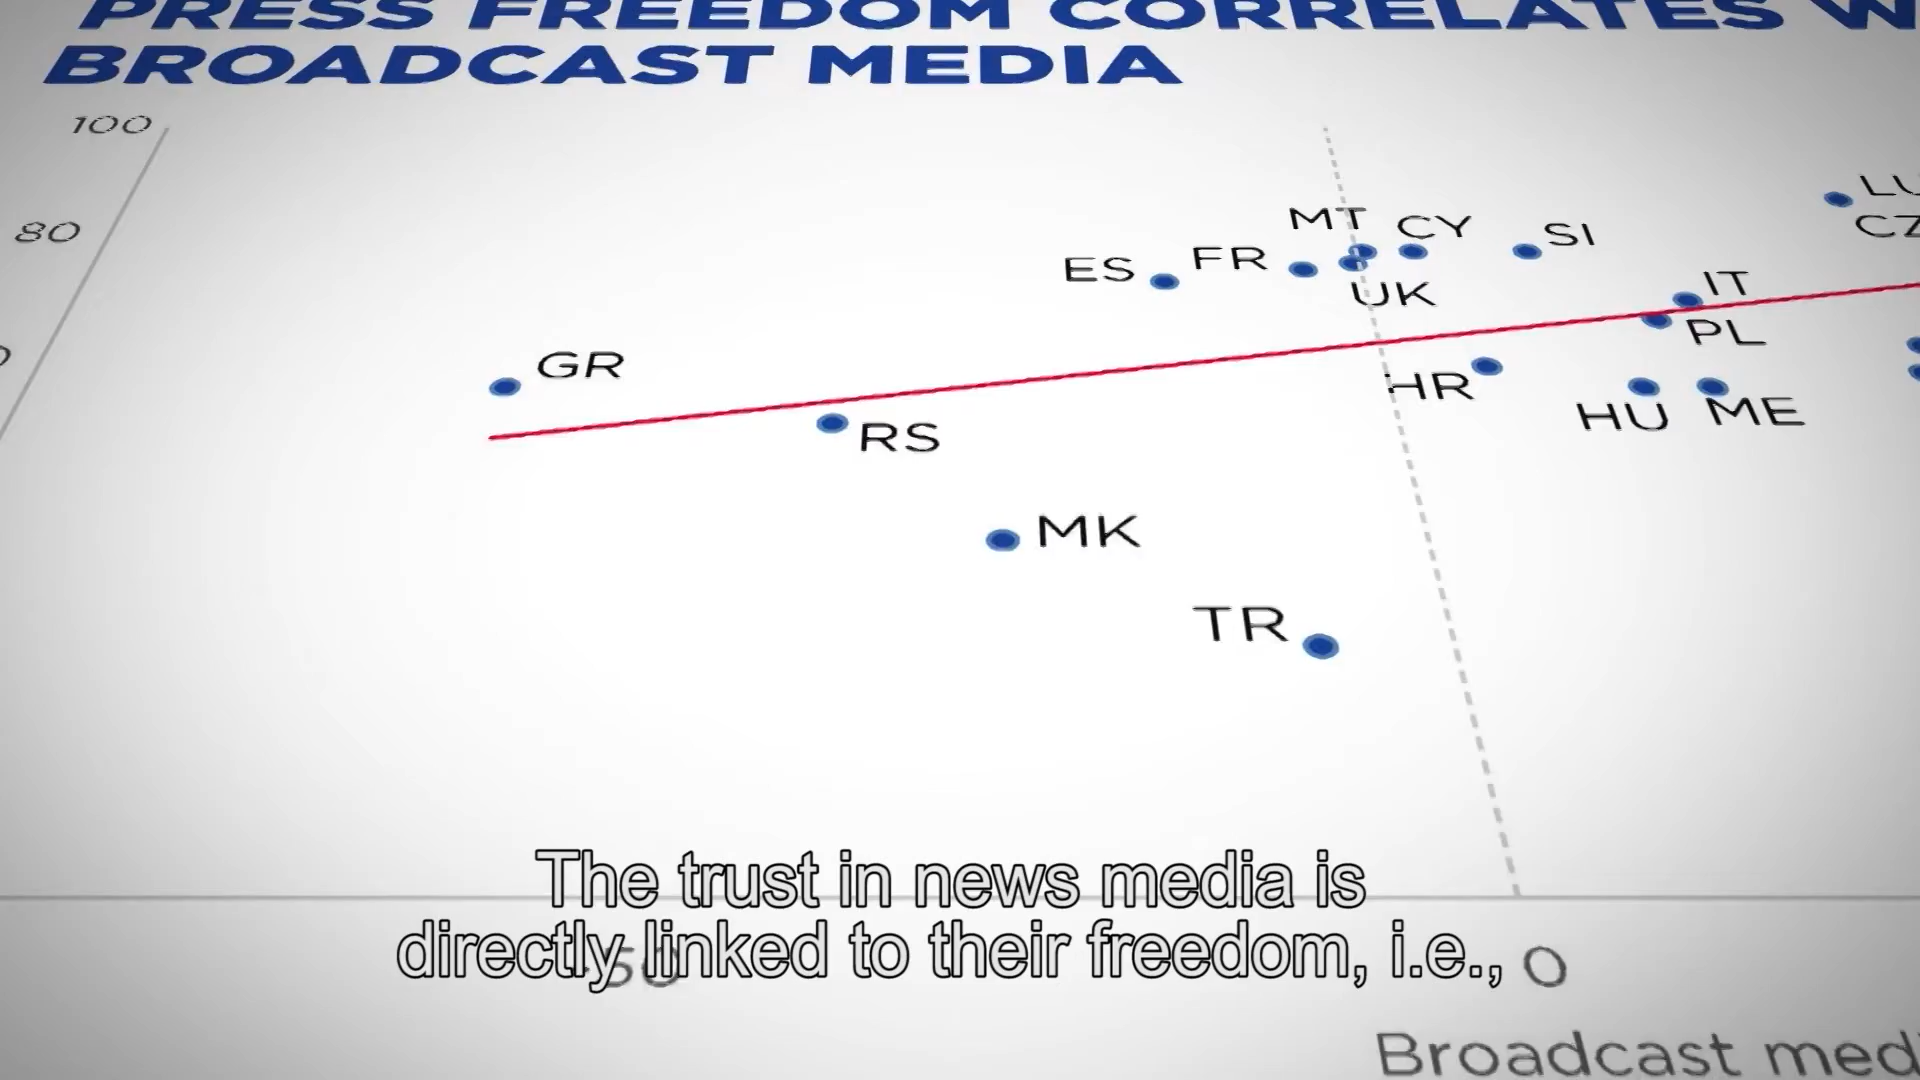 PRESS FREEDOM CORRELATES
BROADCAST MEDIA
100
80
MT
CY
SI
ES
FR
UK
IT
PL
GR
HR
HU
ME
RS
MK
TR
The trust in news media is
directly linked to their freedom, i.e.,
-50
0
Broadcast